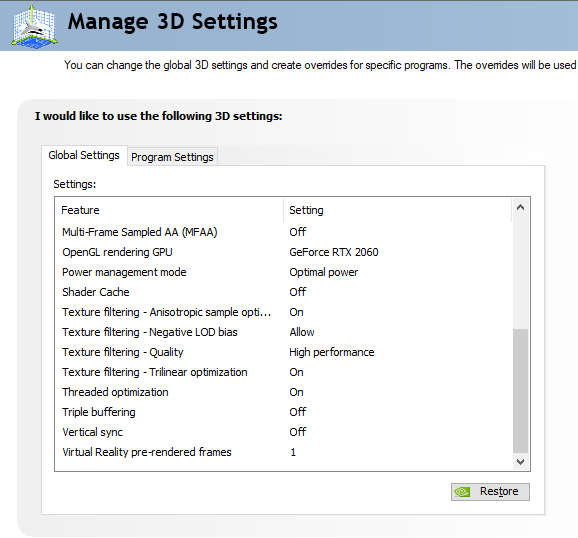 Manage 3D Settings
You can change the global 3D settings and create overrides for specific programs. The overrides will be used
I would like to use the following 3D settings:
Global Settings Program Settings
Settings:
Feature Setting
Multi-Frame Sampled AA (MFAA) Off
OpenGL rendering GPU GeForce RTX 2060
Power management mode Optimal power
Shader Cache Off
Texture filtering - Anisotropic sample opti... On
Texture filtering - Negative LOD bias Allow
Texture filtering - Quality High performance
Texture filtering - Trilinear optimization On
Threaded optimization On
Triple buffering Off
Vertical sync Off
Virtual Reality pre-rendered frames 1
Restore